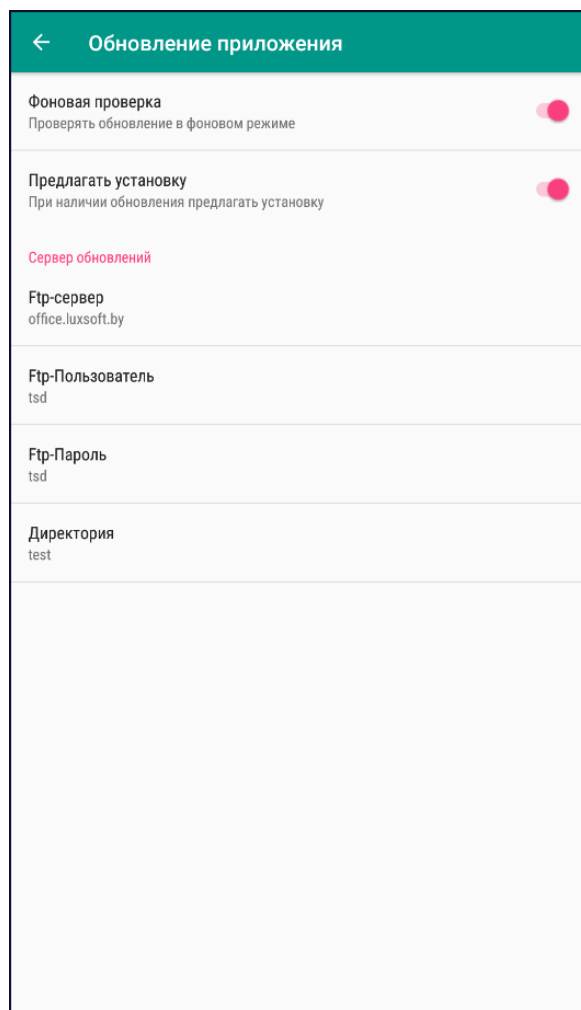 Обновление приложения
Фоновая проверка
Проверять обновление в фоновом режиме
Предлагать установку
При наличии обновления предлагать установку
Сервер обновлений
Ftp-сервер
office.luxsoft.by
Ftp-Пользователь
tsd
Ftp-Пароль
tsd
Директория
test